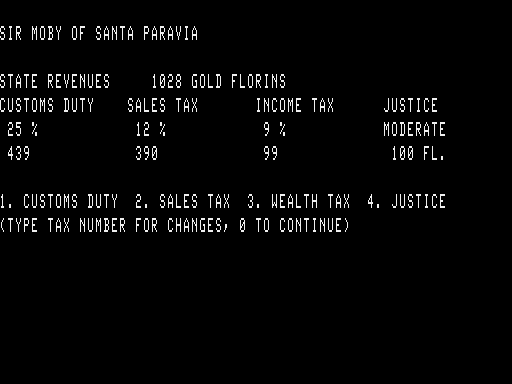 SIR MOBY OF SANTA PARAVIA
STATE REVENUES 1028 GOLD FLORINS
CUSTOMS DUTY SALES TAX INCOME TAX JUSTICE
25 % 12 % 9 % MODERATE
439 390 99 100 FL.
1. CUSTOMS DUTY 2. SALES TAX 3. WEALTH TAX 4. JUSTICE
(TYPE TAX NUMBER FOR CHANGES, 0 TO CONTINUE)